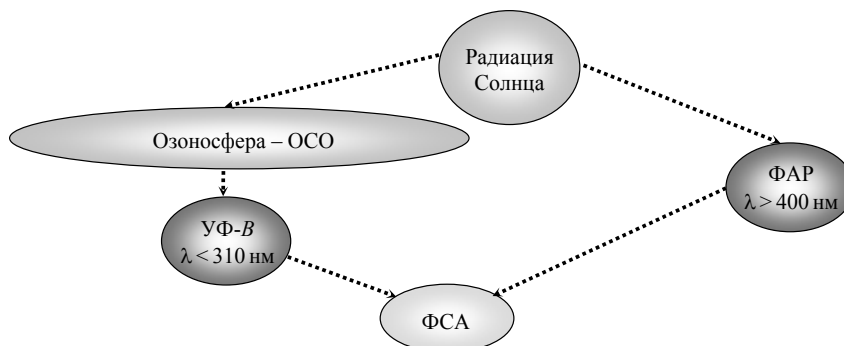 Радиация
Солнца
Озоносфера – ОСО
ФАР
λ > 400 нм
УФ-В
λ < 310 нм
ФСА